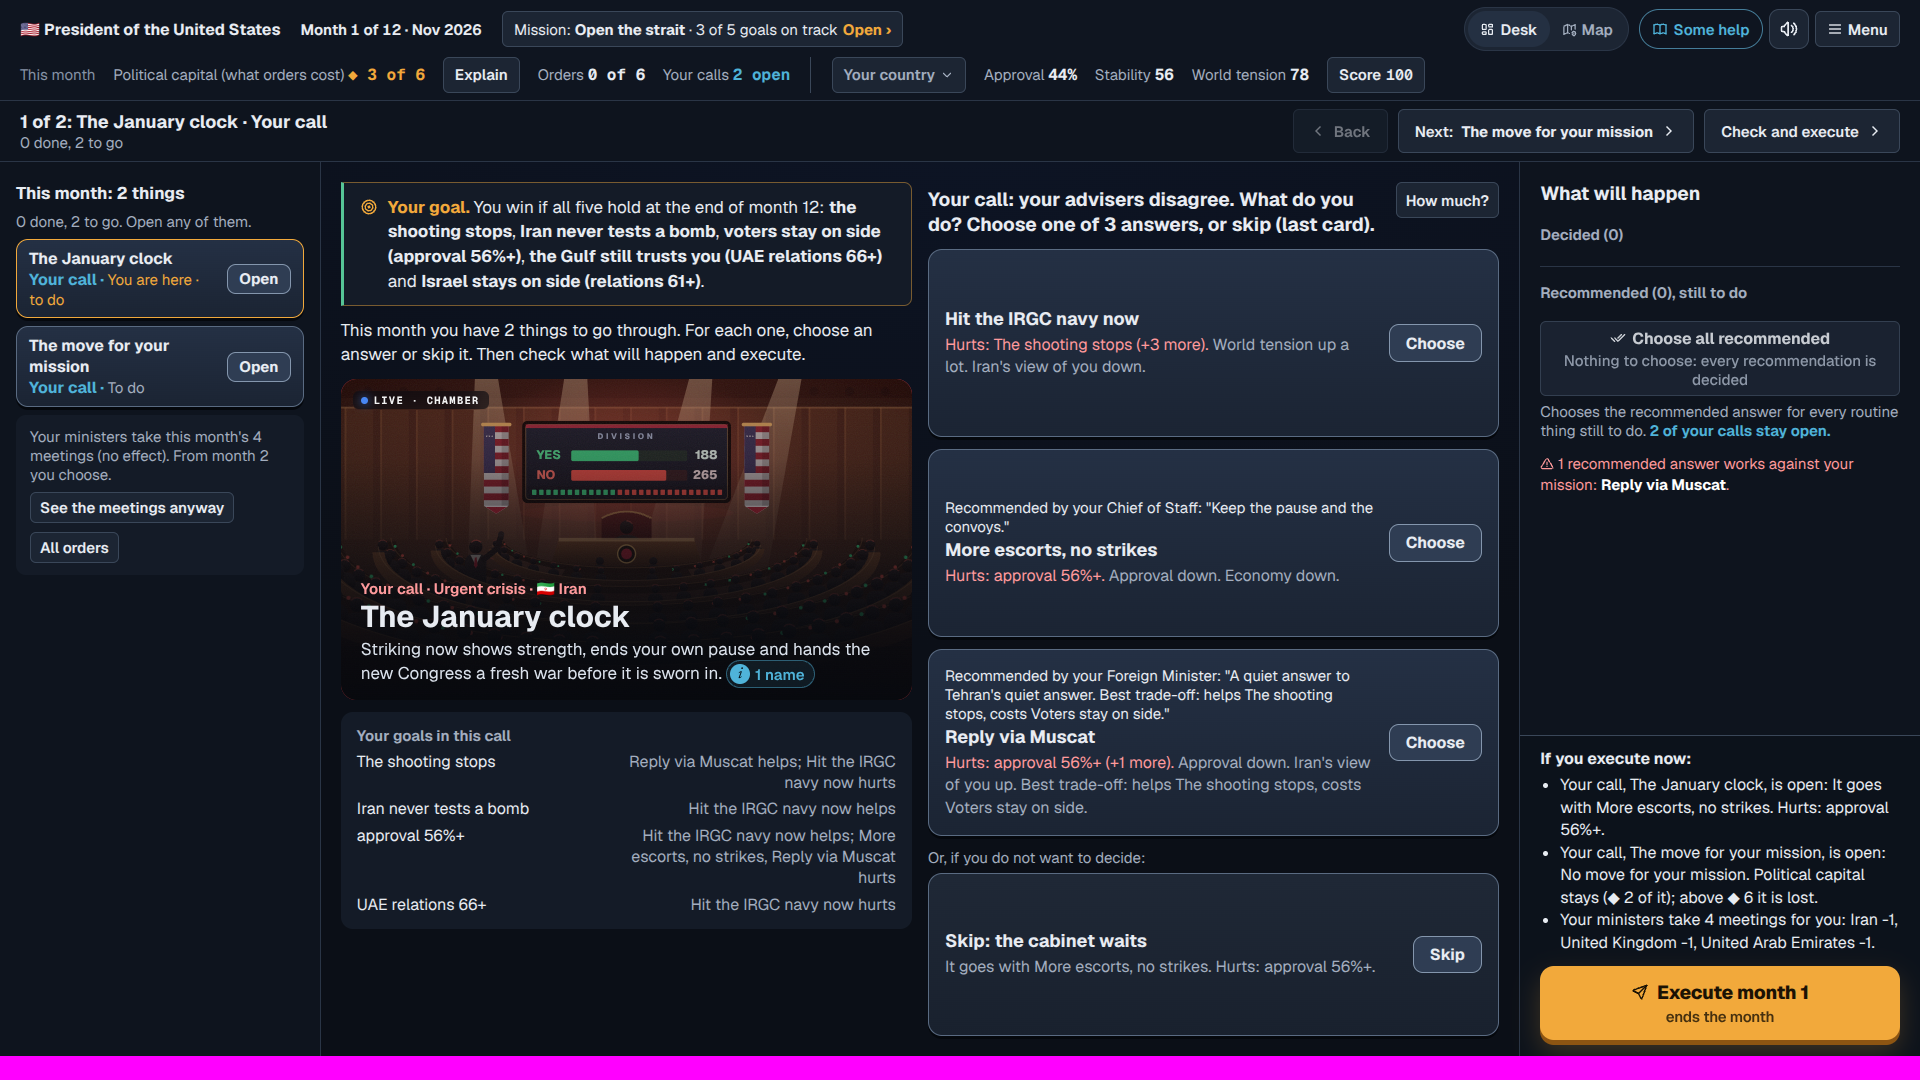 🇺🇸 President of the United States
Month 1 of 12 · Nov 2026
Mission: Open the strait · 3 of 5 goals on track Open ›
Desk
Map
Some help
Menu
This month
Political capital (what orders cost) ◆ 3 of 6
Explain
Orders 0 of 6
Your calls 2 open
Your country
Approval 44%
Stability 56
World tension 78
Score 100
1 of 2: The January clock · Your call
0 done, 2 to go
Back
Next: The move for your mission
Check and execute
This month: 2 things
0 done, 2 to go. Open any of them.
The January clock
Your call · You are here ·
to do
Open
The move for your
mission
Your call · To do
Open
Your ministers take this month's 4
meetings (no effect). From month 2
you choose.
See the meetings anyway
All orders
Your goal. You win if all five hold at the end of month 12: the
shooting stops, Iran never tests a bomb, voters stay on side
(approval 56%+), the Gulf still trusts you (UAE relations 66+)
and Israel stays on side (relations 61+).
This month you have 2 things to go through. For each one, choose an
answer or skip it. Then check what will happen and execute.
LIVE · CHAMBER
DIVISION
YES 188
NO 265
Your call · Urgent crisis · 🇮🇷 Iran
The January clock
Striking now shows strength, ends your own pause and hands the
new Congress a fresh war before it is sworn in. i 1 name
Your goals in this call
The shooting stops
Reply via Muscat helps; Hit the IRGC
navy now hurts
Iran never tests a bomb
Hit the IRGC navy now helps
approval 56%+
Hit the IRGC navy now helps; More
escorts, no strikes, Reply via Muscat
hurts
UAE relations 66+
Hit the IRGC navy now hurts
Your call: your advisers disagree. What do you
do? Choose one of 3 answers, or skip (last card).
How much?
Hit the IRGC navy now
Hurts: The shooting stops (+3 more). World tension up a
lot. Iran's view of you down.
Choose
Recommended by your Chief of Staff: "Keep the pause and the
convoys."
More escorts, no strikes
Hurts: approval 56%+. Approval down. Economy down.
Choose
Recommended by your Foreign Minister: "A quiet answer to
Tehran's quiet answer. Best trade-off: helps The shooting
stops, costs Voters stay on side."
Reply via Muscat
Hurts: approval 56%+ (+1 more). Approval down. Iran's view
of you up. Best trade-off: helps The shooting stops, costs
Voters stay on side.
Choose
Or, if you do not want to decide:
Skip: the cabinet waits
It goes with More escorts, no strikes. Hurts: approval 56%+.
Skip
What will happen
Decided (0)
Recommended (0), still to do
Choose all recommended
Nothing to choose: every recommendation is
decided
Chooses the recommended answer for every routine
thing still to do. 2 of your calls stay open.
1 recommended answer works against your
mission: Reply via Muscat.
If you execute now:
• Your call, The January clock, is open: It goes
with More escorts, no strikes. Hurts: approval
56%+.
• Your call, The move for your mission, is open:
No move for your mission. Political capital
stays (◆ 2 of it); above ◆ 6 it is lost.
• Your ministers take 4 meetings for you: Iran -1,
United Kingdom -1, United Arab Emirates -1.
Execute month 1
ends the month